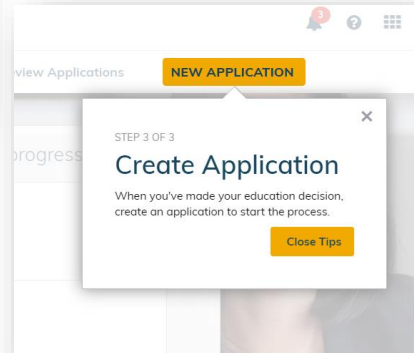 3
view Applications
NEW APPLICATION
progress
STEP 3 OF 3
Create Application
When you've made your education decision,
create an application to start the process.
Close Tips